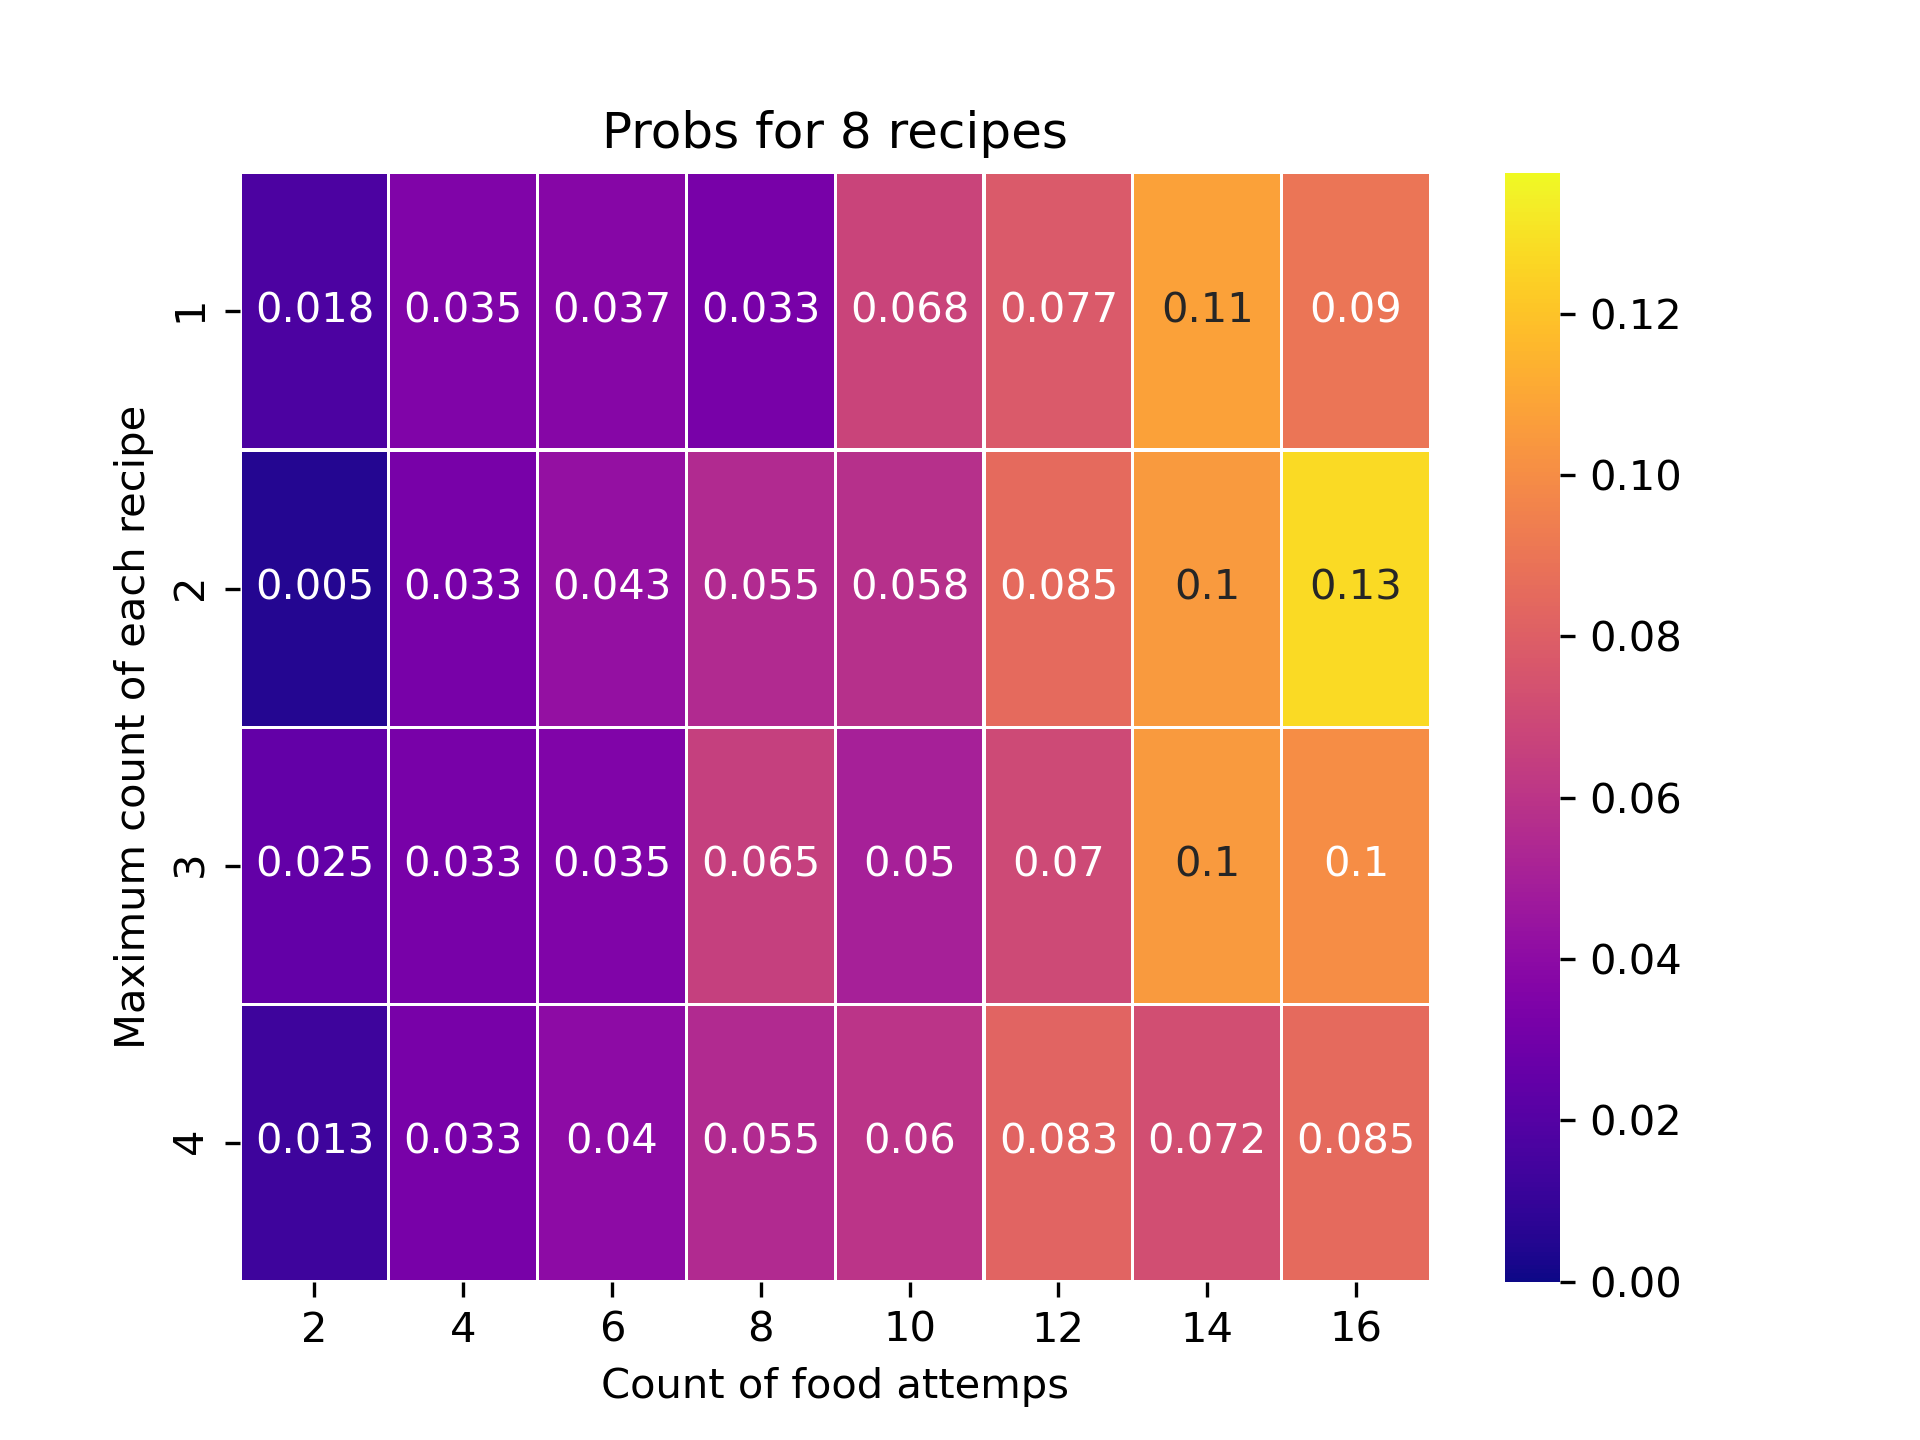 Probs for 8 recipes
Maximum count of each recipe
1 0.018 0.035 0.037 0.033 0.068 0.077 0.11 0.09
2 0.005 0.033 0.043 0.055 0.058 0.085 0.1 0.13
3 0.025 0.033 0.035 0.065 0.05 0.07 0.1 0.1
4 0.013 0.033 0.04 0.055 0.06 0.083 0.072 0.085
2 4 6 8 10 12 14 16
Count of food attemps
0.12
0.10
0.08
0.06
0.04
0.02
0.00